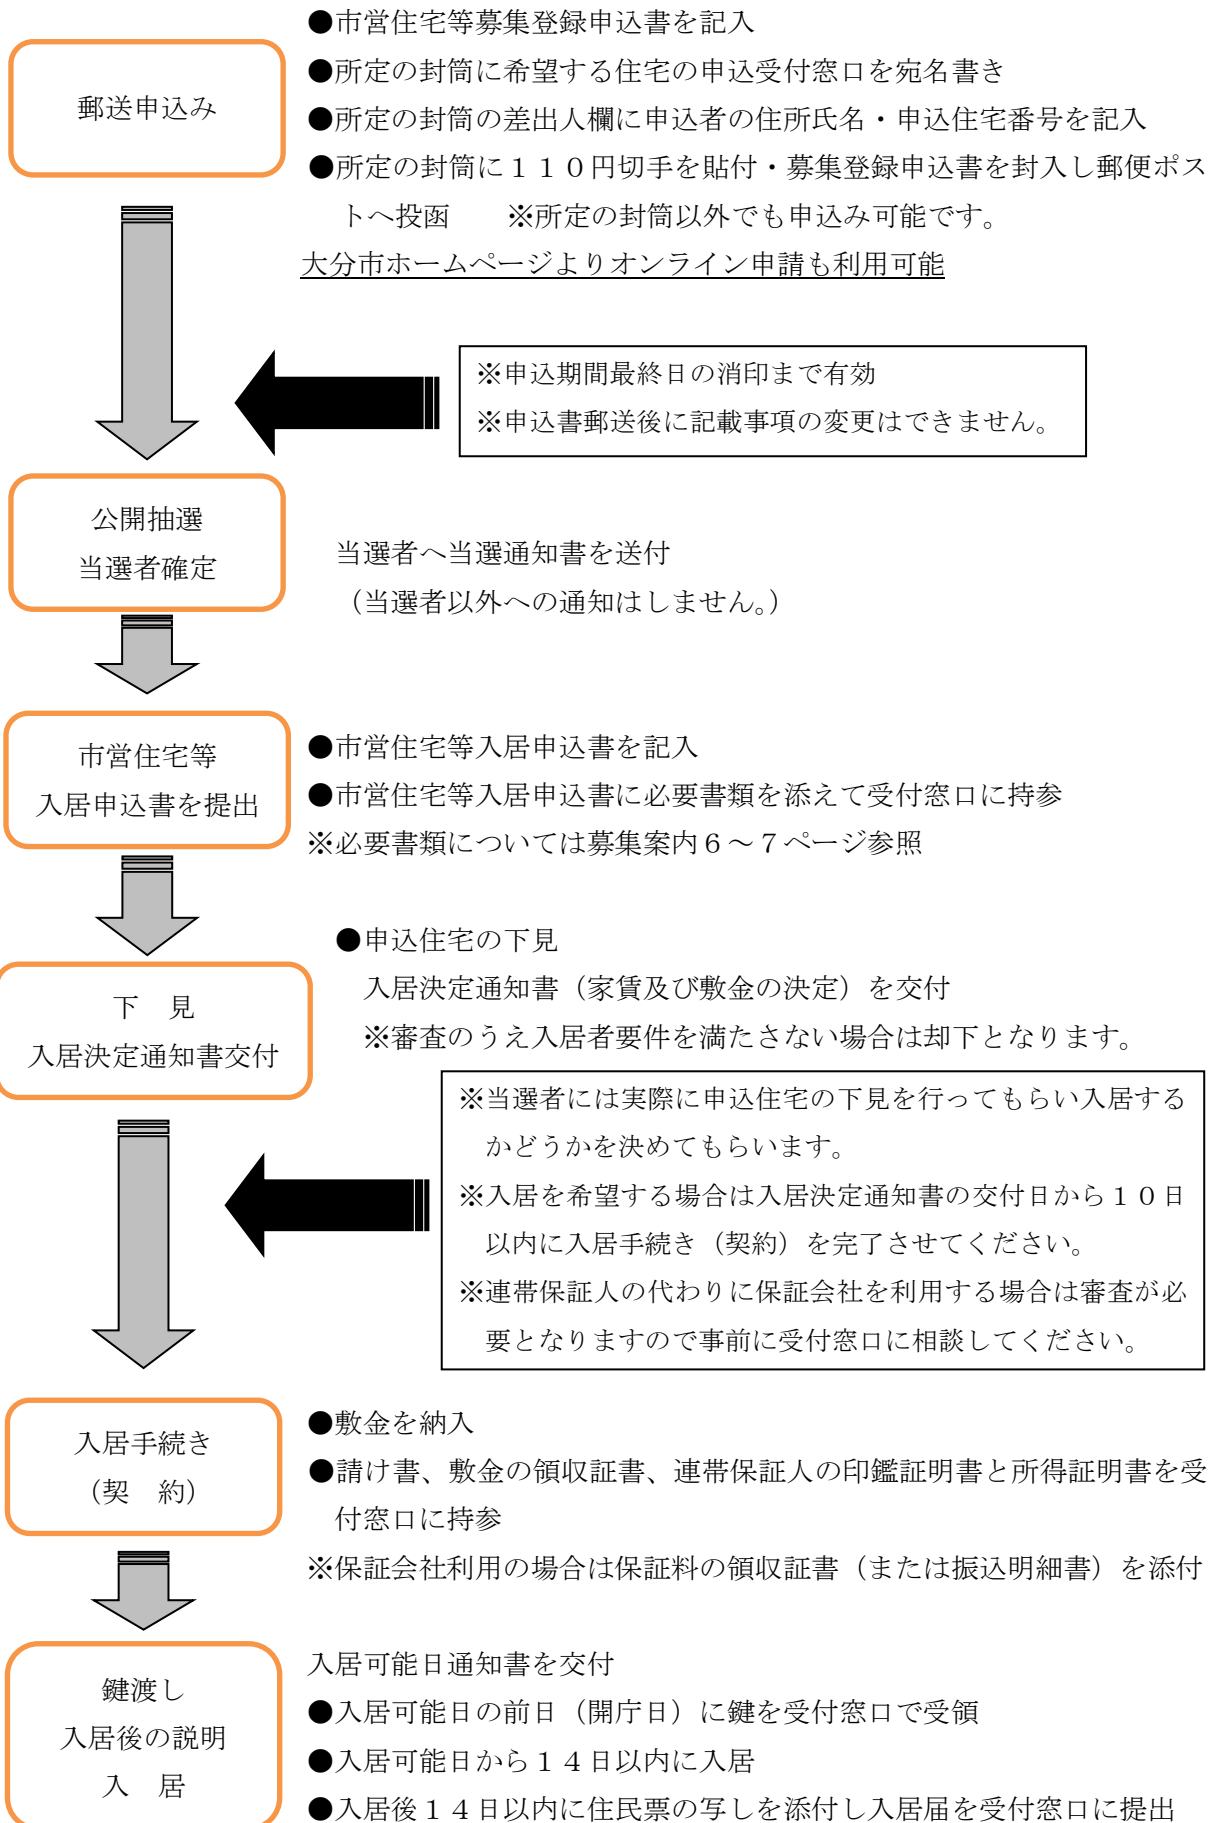 ●市営住宅等募集登録申込書を記入
●所定の封筒に希望する住宅の申込受付窓口を宛名書き
郵送申込み
●所定の封筒の差出人欄に申込者の住所氏名・申込住宅番号を記入
●所定の封筒に１１０円切手を貼付・募集登録申込書を封入し郵便ポス
トへ投函　　※所定の封筒以外でも申込み可能です。
大分市ホームページよりオンライン申請も利用可能
※申込期間最終日の消印まで有効
※申込書郵送後に記載事項の変更はできません。
公開抽選
当選者確定
当選者へ当選通知書を送付
（当選者以外への通知はしません。）
市営住宅等
入居申込書を提出
●市営住宅等入居申込書を記入
●市営住宅等入居申込書に必要書類を添えて受付窓口に持参
※必要書類については募集案内６～７ページ参照
下　見
入居決定通知書交付
●申込住宅の下見
入居決定通知書（家賃及び敷金の決定）を交付
※審査のうえ入居者要件を満たさない場合は却下となります。
※当選者には実際に申込住宅の下見を行ってもらい入居する
かどうかを決めてもらいます。
※入居を希望する場合は入居決定通知書の交付日から１０日
以内に入居手続き（契約）を完了させてください。
※連帯保証人の代わりに保証会社を利用する場合は審査が必
要となりますので事前に受付窓口に相談してください。
入居手続き
（契　約）
●敷金を納入
●請け書、敷金の領収証書、連帯保証人の印鑑証明書と所得証明書を受
付窓口に持参
※保証会社利用の場合は保証料の領収証書（または振込明細書）を添付
鍵渡し
入居後の説明
入　居
入居可能日通知書を交付
●入居可能日の前日（開庁日）に鍵を受付窓口で受領
●入居可能日から１４日以内に入居
●入居後１４日以内に住民票の写しを添付し入居届を受付窓口に提出